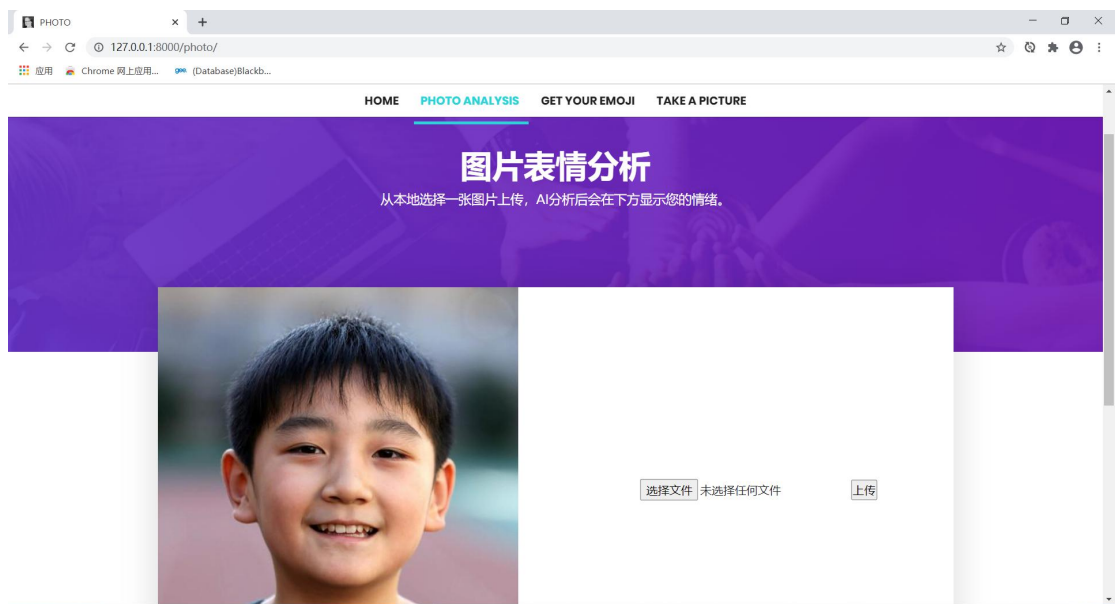 PHOTO
127.0.0.1:8000/photo/
应用 Chrome 网上应用... (Database)Blackb...
HOME PHOTO ANALYSIS GET YOUR EMOJI TAKE A PICTURE
图片表情分析
从本地选择一张图片上传，AI分析后会在下方显示您的情绪。
选择文件 未选择任何文件 上传